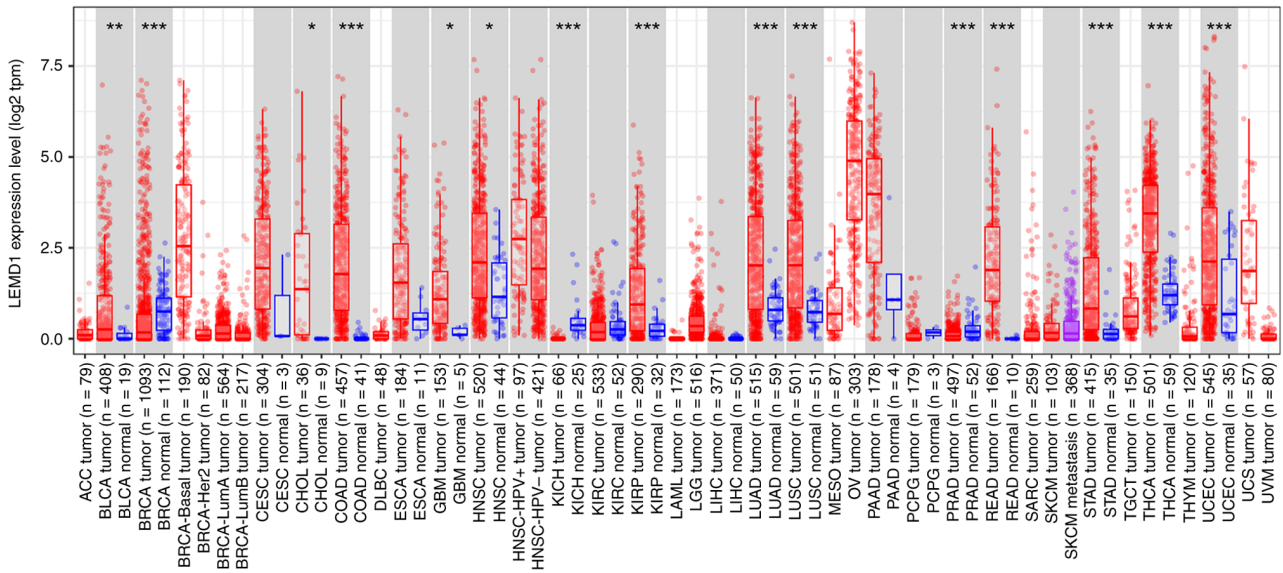 ** *** * *** * * *** *** *** *** *** *** *** *** ***
LEMD1 expression level (log2 tpm)
7.5
5.0
2.5
0.0
ACC tumor (n = 79)
BLCA tumor (n = 408)
BLCA normal (n = 19)
BRCA tumor (n = 1093)
BRCA normal (n = 112)
BRCA-Basal tumor (n = 190)
BRCA-Her2 tumor (n = 82)
BRCA-LumA tumor (n = 564)
BRCA-LumB tumor (n = 217)
CESC tumor (n = 304)
CESC normal (n = 3)
CHOL tumor (n = 36)
CHOL normal (n = 9)
COAD tumor (n = 457)
COAD normal (n = 41)
DLBC tumor (n = 48)
ESCA tumor (n = 184)
ESCA normal (n = 11)
GBM tumor (n = 153)
GBM normal (n = 5)
HNSC tumor (n = 520)
HNSC normal (n = 44)
HNSC-HPV+ tumor (n = 97)
HNSC-HPV− tumor (n = 421)
KICH tumor (n = 66)
KICH normal (n = 25)
KIRC tumor (n = 533)
KIRC normal (n = 52)
KIRP tumor (n = 290)
KIRP normal (n = 32)
LAML tumor (n = 173)
LGG tumor (n = 516)
LIHC tumor (n = 371)
LIHC normal (n = 50)
LUAD tumor (n = 515)
LUAD normal (n = 59)
LUSC tumor (n = 501)
LUSC normal (n = 51)
MESO tumor (n = 87)
OV tumor (n = 303)
PAAD tumor (n = 178)
PAAD normal (n = 4)
PCPG tumor (n = 179)
PCPG normal (n = 3)
PRAD tumor (n = 497)
PRAD normal (n = 52)
READ tumor (n = 166)
READ normal (n = 10)
SARC tumor (n = 259)
SKCM tumor (n = 103)
SKCM metastasis (n = 368)
STAD tumor (n = 415)
STAD normal (n = 35)
TGCT tumor (n = 150)
THCA tumor (n = 501)
THCA normal (n = 59)
THYM tumor (n = 120)
UCEC tumor (n = 545)
UCEC normal (n = 35)
UCS tumor (n = 57)
UVM tumor (n = 80)